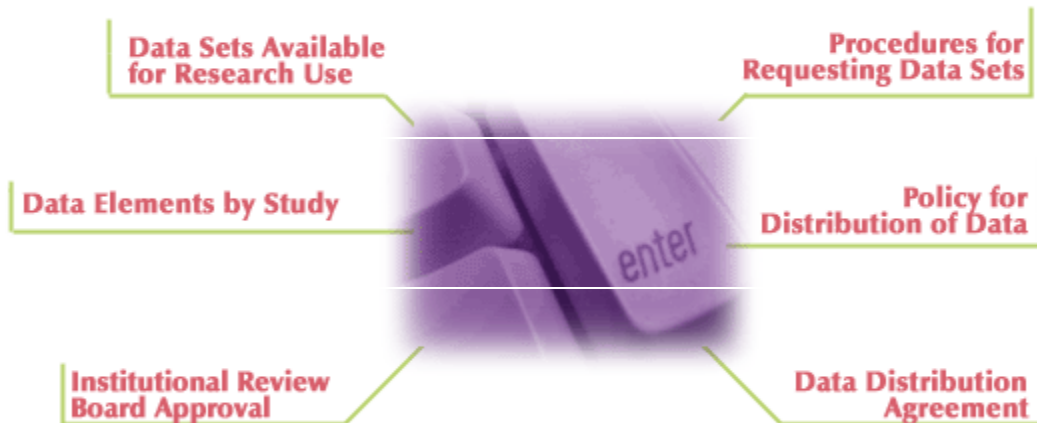 Data Sets Available
for Research Use
Procedures for
Requesting Data Sets
Data Elements by Study
Policy for
Distribution of Data
enter
Institutional Review
Board Approval
Data Distribution
Agreement